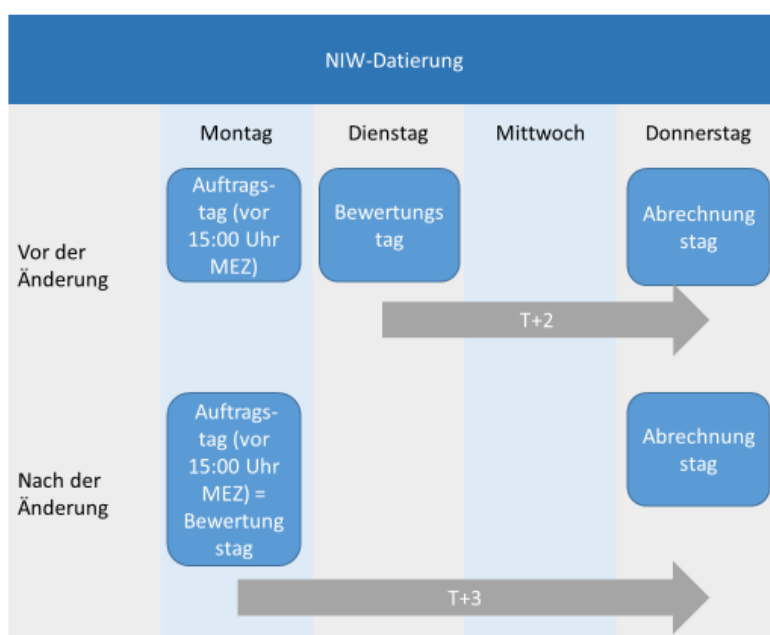 NIW-Datierung
Montag
Dienstag
Mittwoch
Donnerstag
Vor der
Änderung
Auftrags-
tag (vor
15:00 Uhr
MEZ)
Bewertungs
tag
Abrechnung
stag
T+2
Nach der
Änderung
Auftrags-
tag (vor
15:00 Uhr
MEZ) =
Bewertung
stag
Abrechnung
stag
T+3